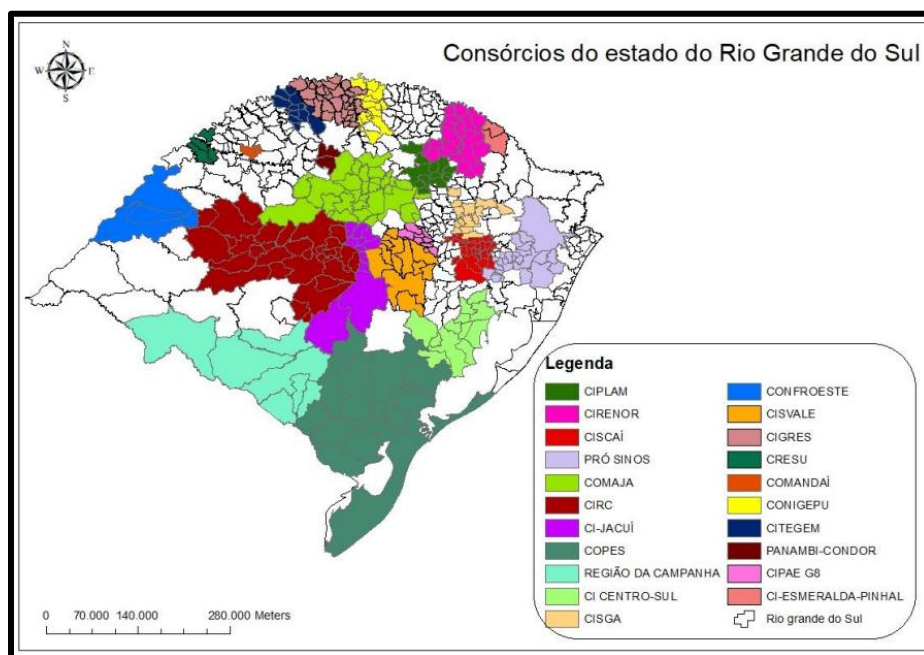 Consórcios do estado do Rio Grande do Sul
N
W E
S
Legenda
CIPLAM
CIRENOR
CISCAÍ
PRÓ SINOS
COMAJA
CIRC
CI-JACUÍ
COPES
REGIÃO DA CAMPANHA
CI CENTRO-SUL
CISGA
CONFROESTE
CISVALE
CIGRES
CRESU
COMANDAÍ
CONIGEPU
CITEGEM
PANAMBI-CONDOR
CIPAE G8
CI-ESMERALDA-PINHAL
Rio grande do Sul
0 70.000 140.000 280.000 Meters